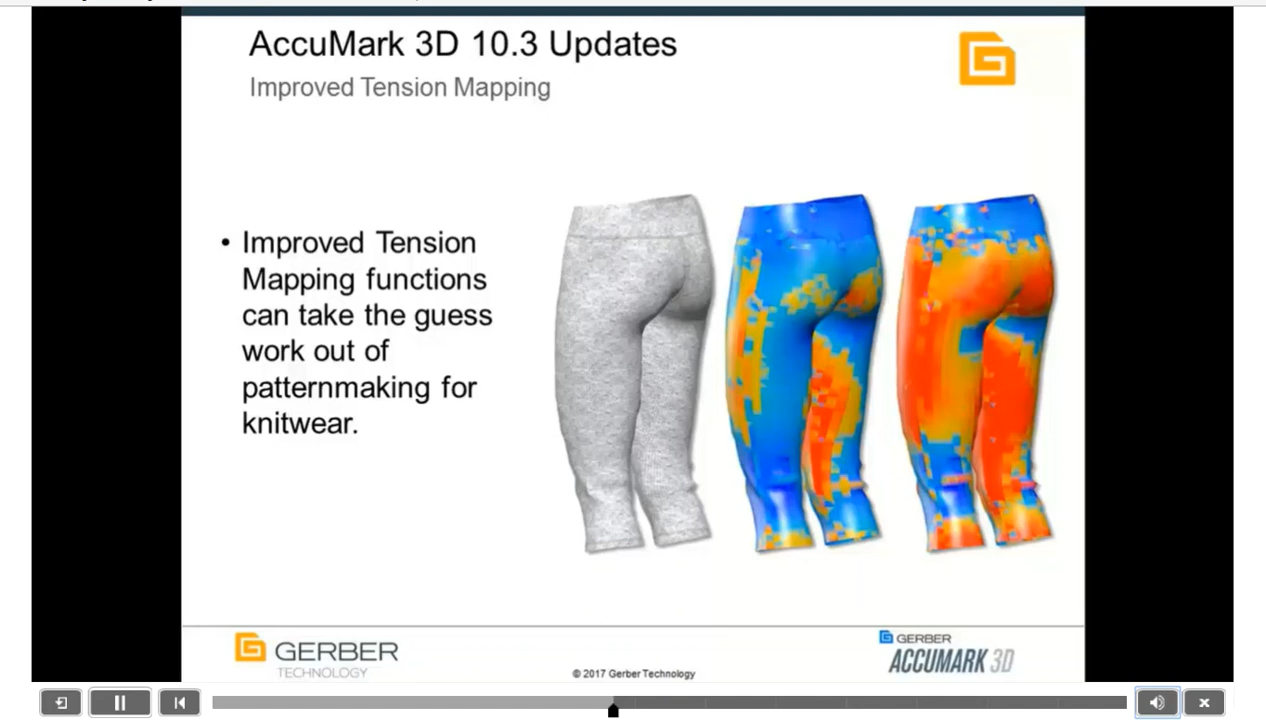 AccuMark 3D 10.3 Updates
Improved Tension Mapping
• Improved Tension
Mapping functions
can take the guess
work out of
patternmaking for
knitwear.
GERBER
TECHNOLOGY
© 2017 Gerber Technology
GERBER
ACCUMARK 3D